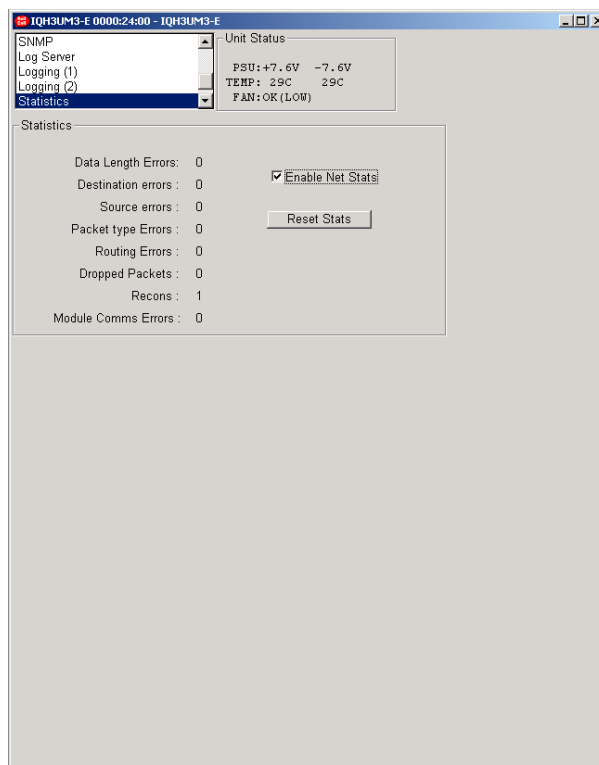 IQH3UM3-E 0000:24:00 - IQH3UM3-E
SNMP
Log Server
Logging (1)
Logging (2)
Statistics
Unit Status
PSU:+7.6V -7.6V
TEMP: 29C 29C
FAN:OK(LOW)
Statistics
Data Length Errors: 0
Destination errors : 0
Source errors : 0
Packet type Errors : 0
Routing Errors : 0
Dropped Packets : 0
Recons : 1
Module Comms Errors : 0
Enable Net Stats
Reset Stats